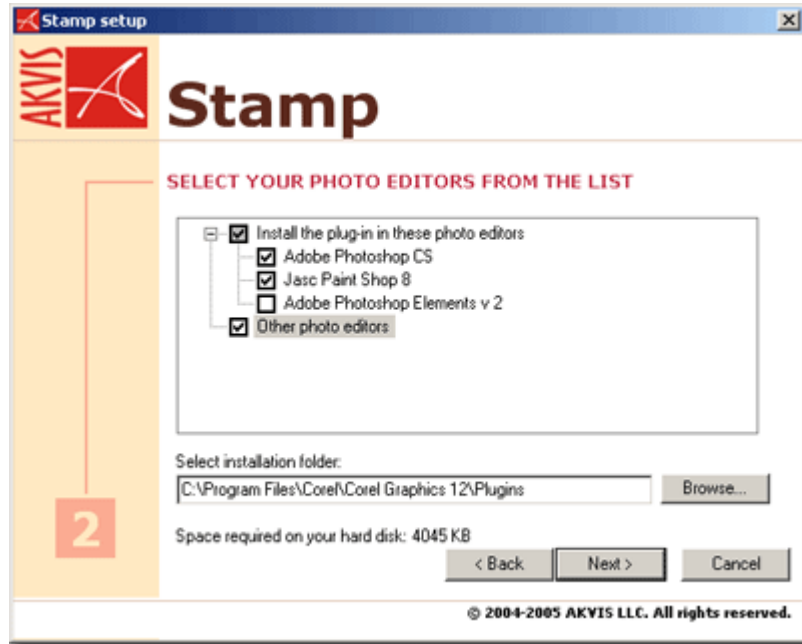 Stamp setup
AKVIS
Stamp
SELECT YOUR PHOTO EDITORS FROM THE LIST
Install the plug-in in these photo editors
Adobe Photoshop CS
Jasc Paint Shop 8
Adobe Photoshop Elements v 2
Other photo editors
Select installation folder:
C:\Program Files\Corel\Corel Graphics 12\Plugins
Browse...
2
Space required on your hard disk: 4045 KB
< Back
Next >
Cancel
© 2004-2005 AKVIS LLC. All rights reserved.